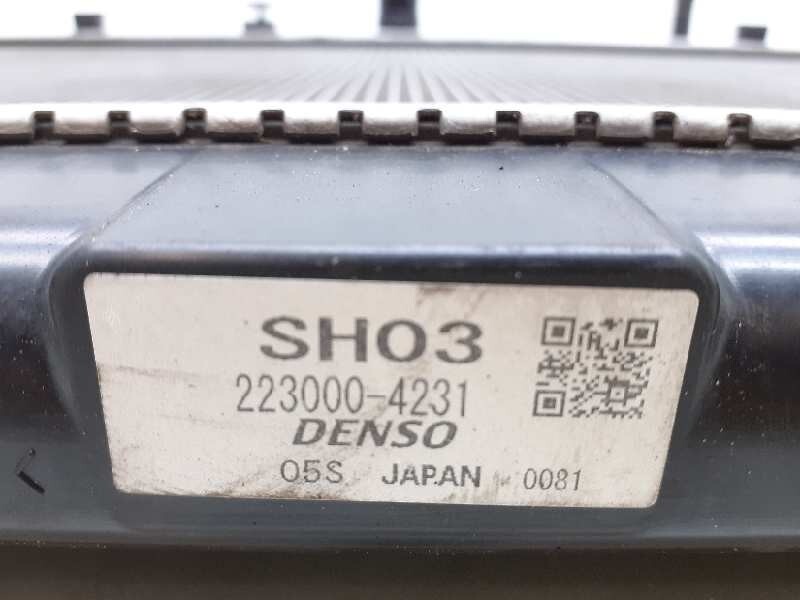 SH03
223000-4231
DENSO
05S JAPAN 0081